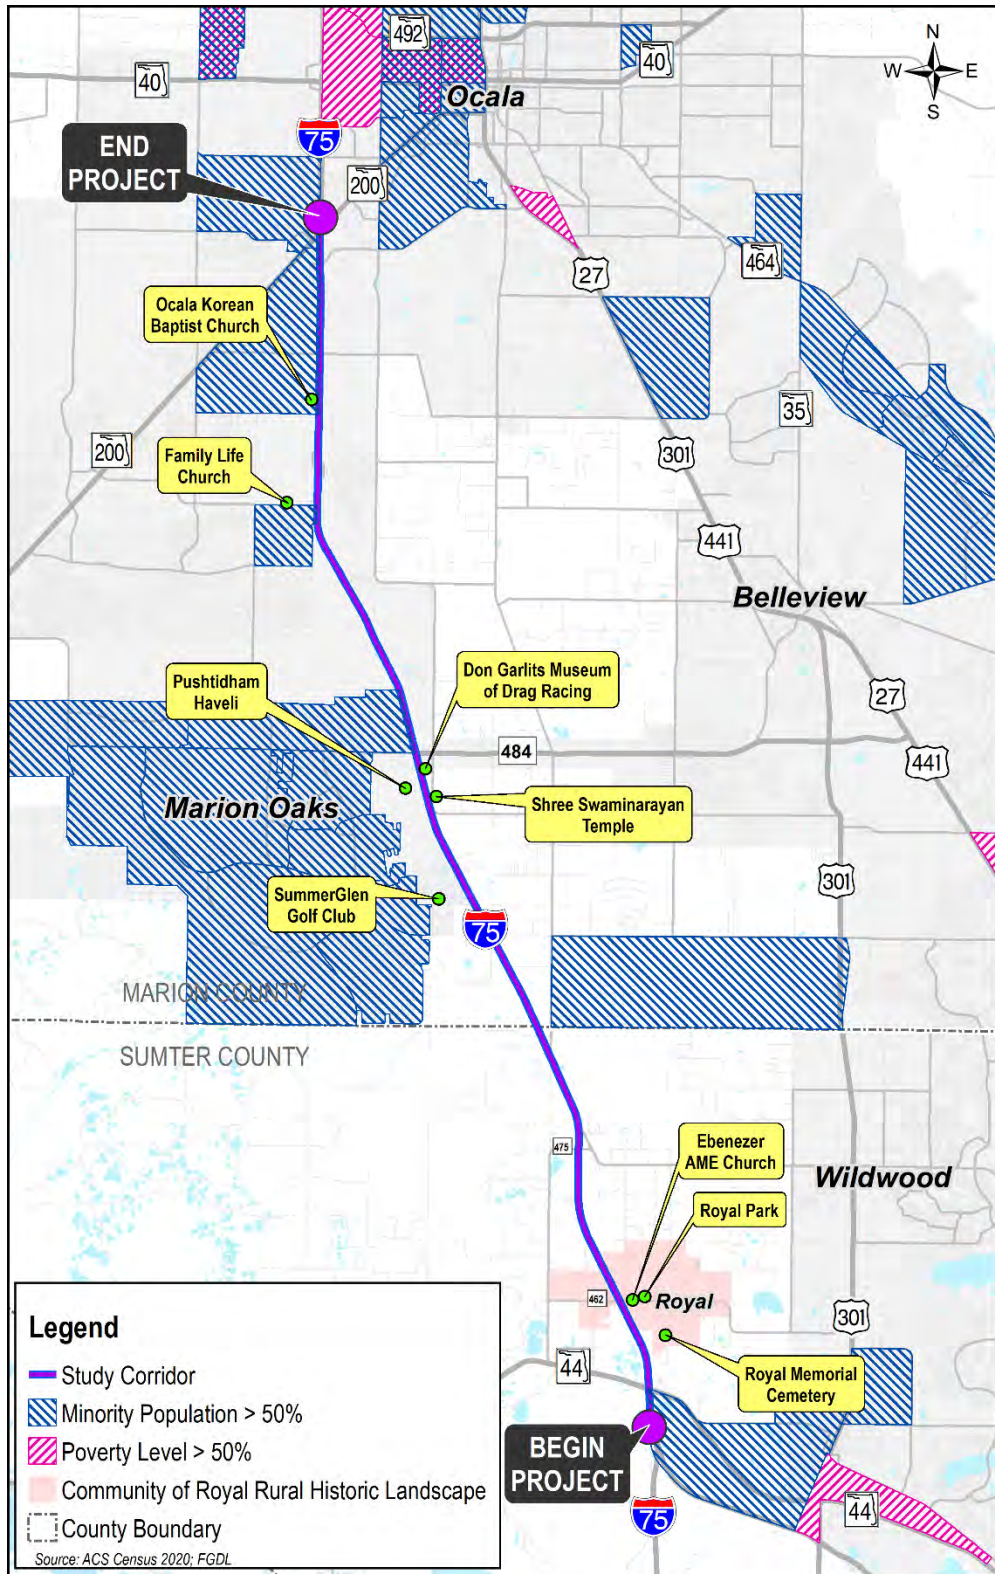 492
40
40
N
W E
S
Ocala
75
END
PROJECT
200
464
27
Ocala Korean
Baptist Church
35
200
Family Life
Church
301
441
Belleview
Pushtidham
Haveli
Don Garlits Museum
of Drag Racing
27
484
441
Marion Oaks
Shree Swaminarayan
Temple
301
SummerGlen
Golf Club
75
MARION COUNTY
SUMTER COUNTY
475
Ebenezer
AME Church
Wildwood
Royal Park
462
Royal
301
44
Royal Memorial
Cemetery
BEGIN
PROJECT
75
44
Legend
Study Corridor
Minority Population > 50%
Poverty Level > 50%
Community of Royal Rural Historic Landscape
County Boundary
Source: ACS Census 2020; FGDL